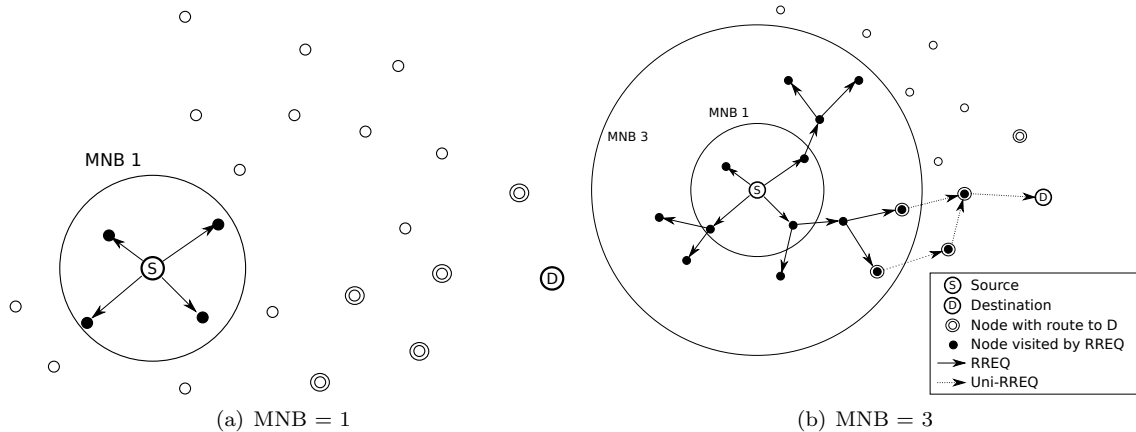 MNB 1
S
D
MNB 1
MNB 3
S
D
S Source
D Destination
Node with route to D
Node visited by RREQ
RREQ
Uni-RREQ
(a) MNB = 1
(b) MNB = 3